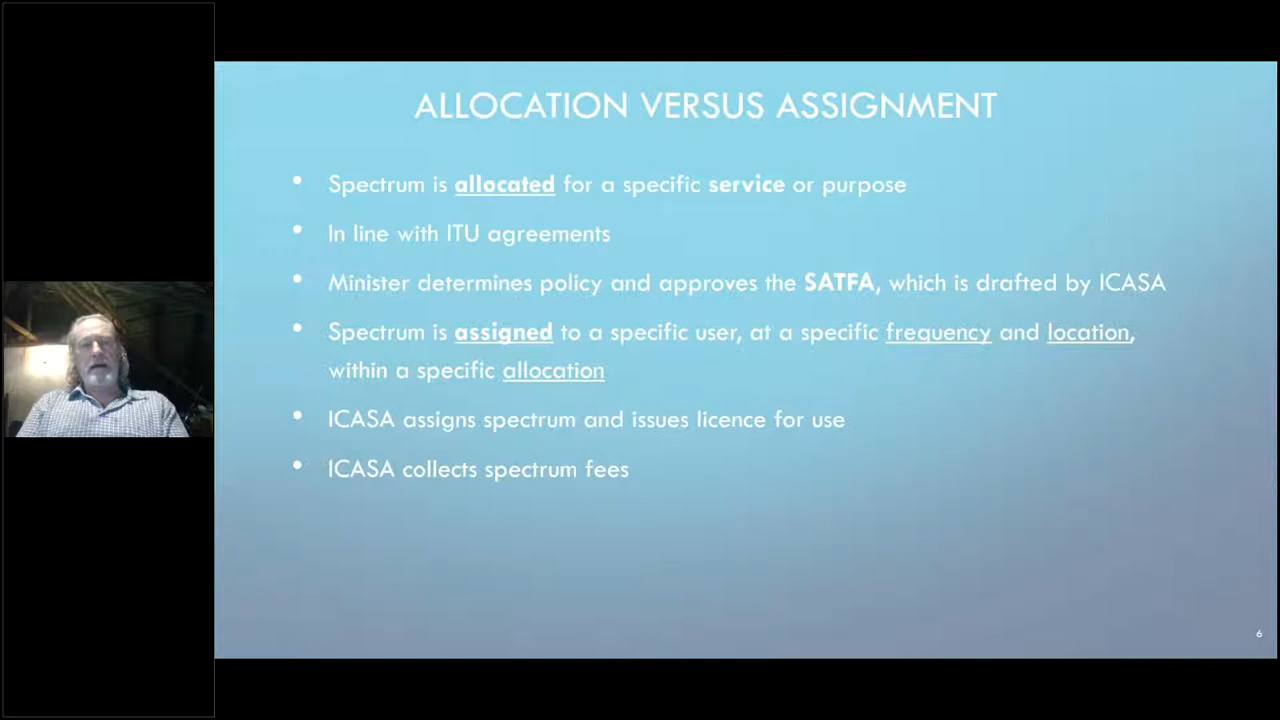 ALLOCATION VERSUS ASSIGNMENT
• Spectrum is allocated for a specific service or purpose
• In line with ITU agreements
• Minister determines policy and approves the SATFA, which is drafted by ICASA
• Spectrum is assigned to a specific user, at a specific frequency and location,
within a specific allocation
• ICASA assigns spectrum and issues licence for use
• ICASA collects spectrum fees
6